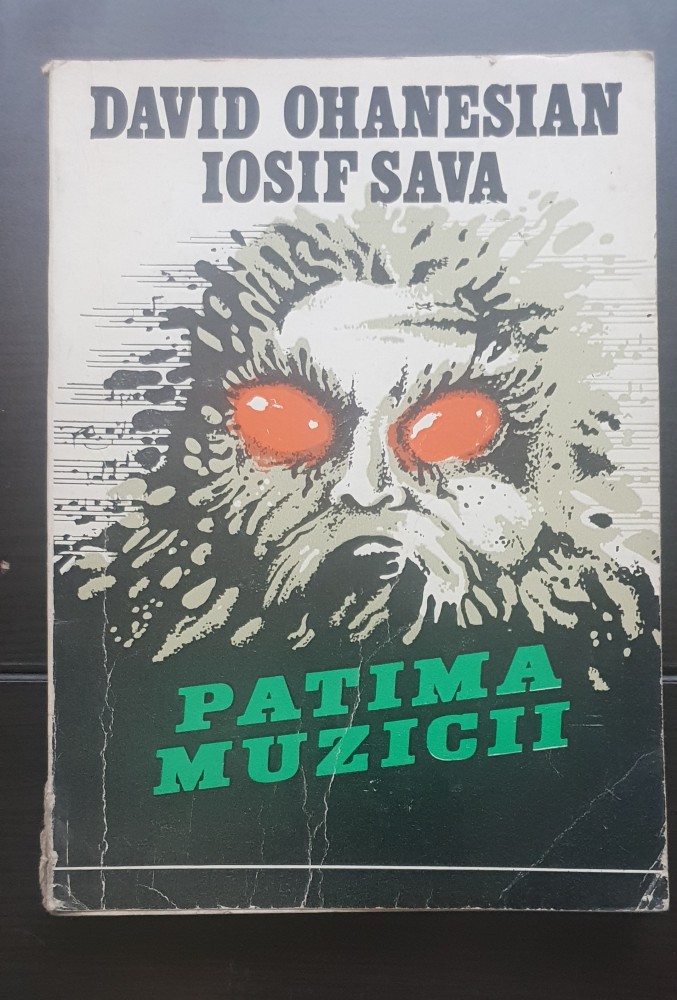 DAVID OHANESIAN
IOSIF SAVA
PATIMA
MUZICII